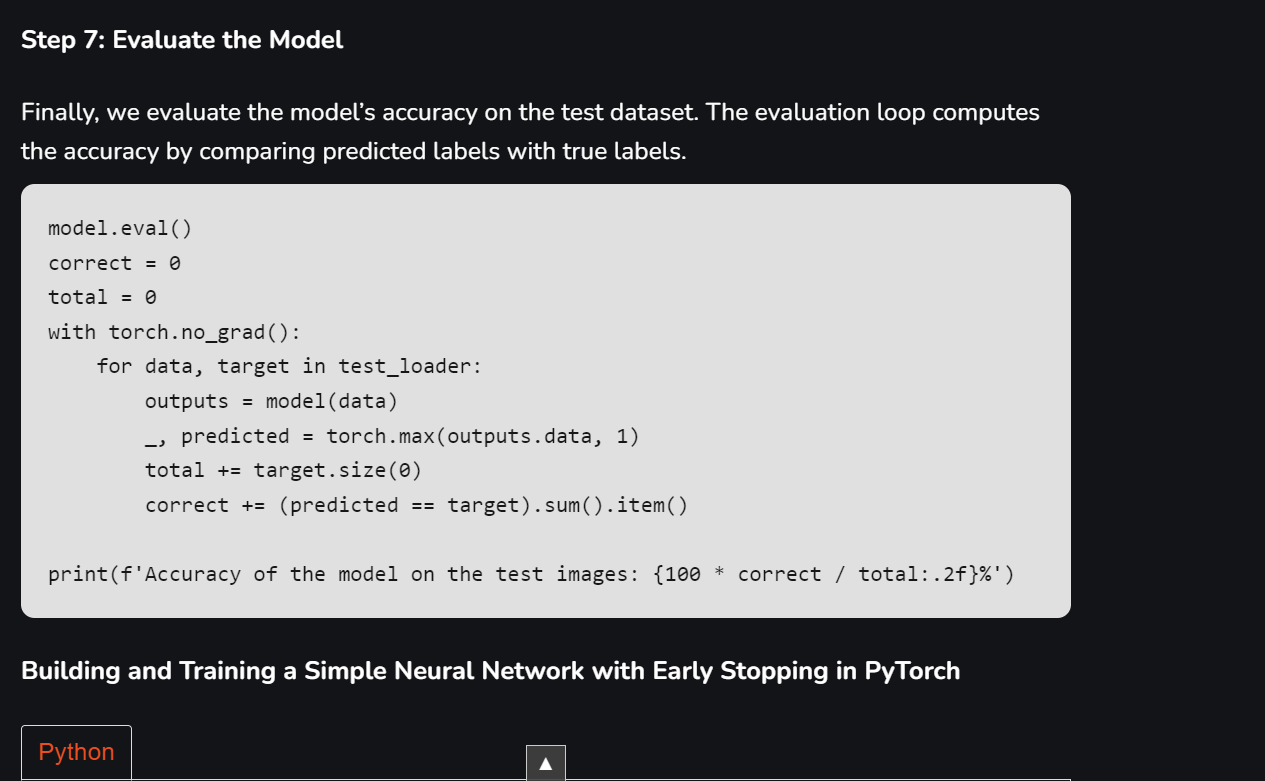 Step 7: Evaluate the Model
Finally, we evaluate the model’s accuracy on the test dataset. The evaluation loop computes
the accuracy by comparing predicted labels with true labels.
model.eval()
correct = 0
total = 0
with torch.no_grad():
    for data, target in test_loader:
        outputs = model(data)
        _, predicted = torch.max(outputs.data, 1)
        total += target.size(0)
        correct += (predicted == target).sum().item()
print(f'Accuracy of the model on the test images: {100 * correct / total:.2f}%')
Building and Training a Simple Neural Network with Early Stopping in PyTorch
Python